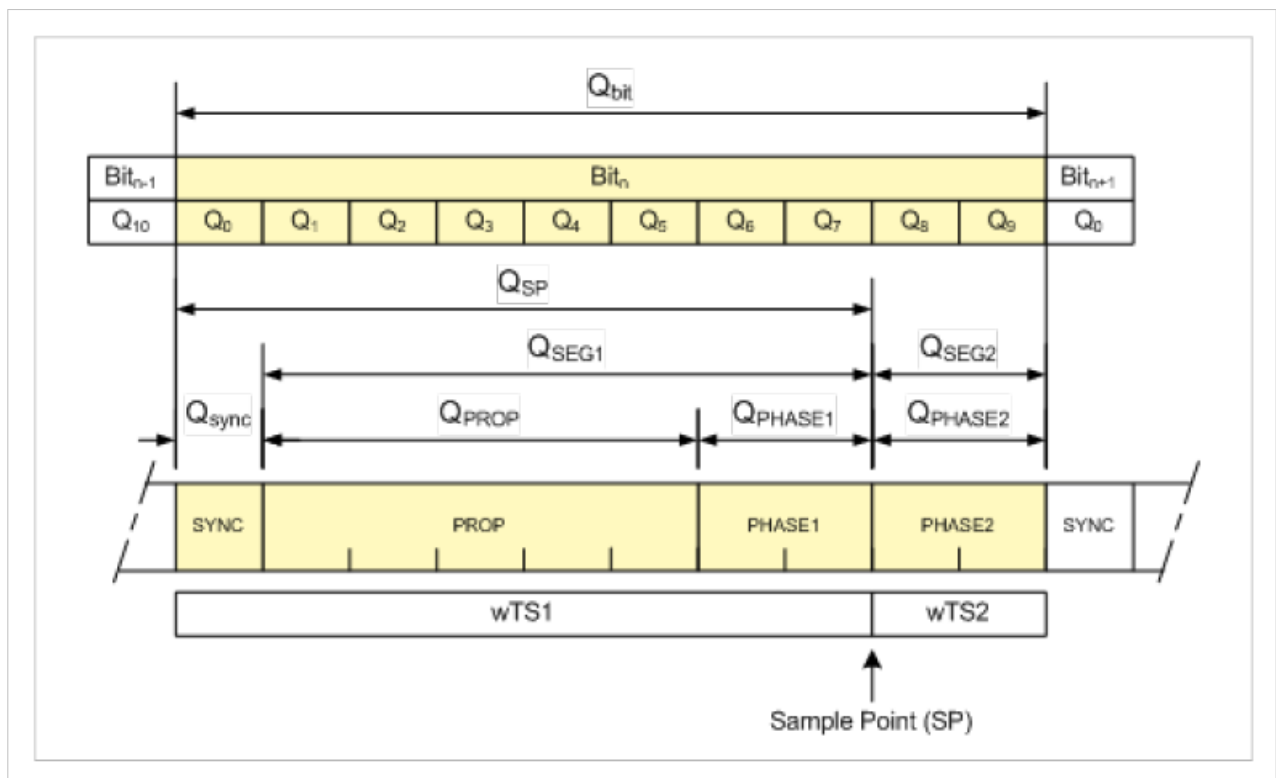 Qbit
Bitn-1 Bitn Bitn+1
Q10 Q0 Q1 Q2 Q3 Q4 Q5 Q6 Q7 Q8 Q9 Q0
QSP
QSEG1 QSEG2
Qsync QPROP QPHASE1 QPHASE2
SYNC PROP PHASE1 PHASE2 SYNC
wTS1 wTS2
Sample Point (SP)